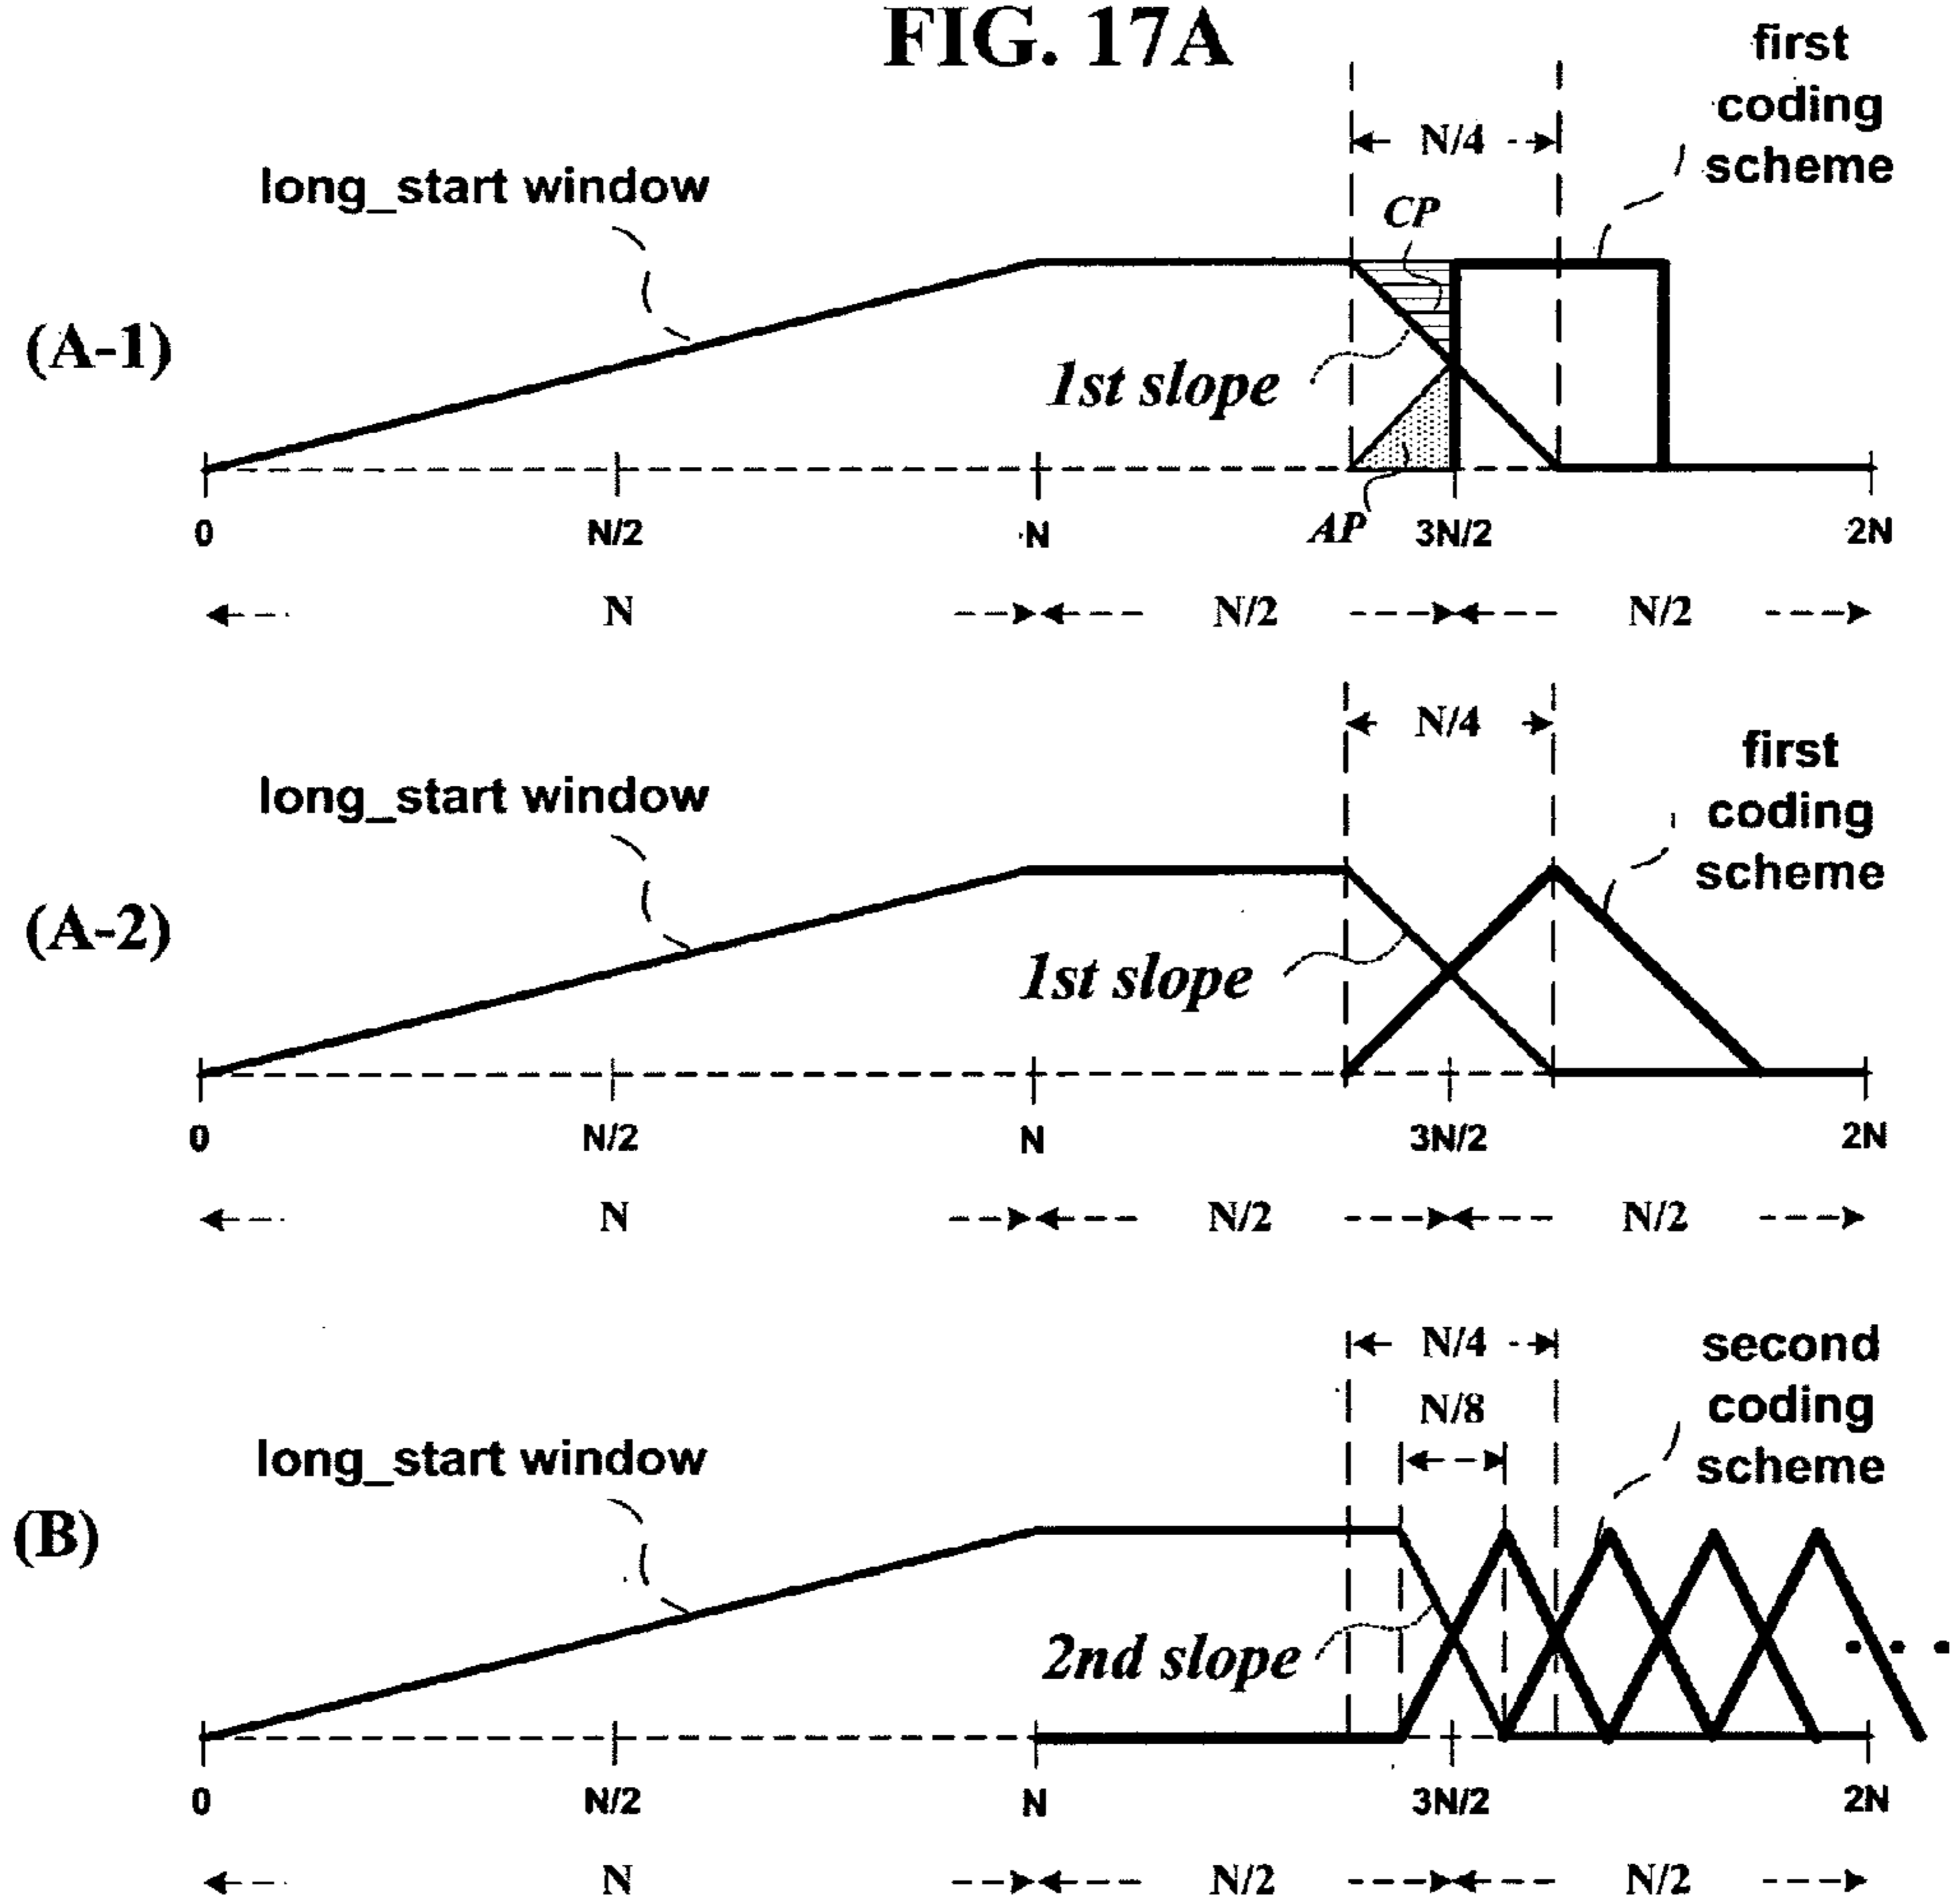 FIG. 17A
first
coding
scheme
N/4
long_start window
CP
(A-1)
1st slope
AP
0 N/2 N 3N/2 2N
N N/2 N/2
N/4
first
coding
scheme
long_start window
(A-2)
1st slope
0 N/2 N 3N/2 2N
N N/2 N/2
N/4
second
coding
scheme
N/8
long_start window
(B)
2nd slope
...
0 N/2 N 3N/2 2N
N N/2 N/2